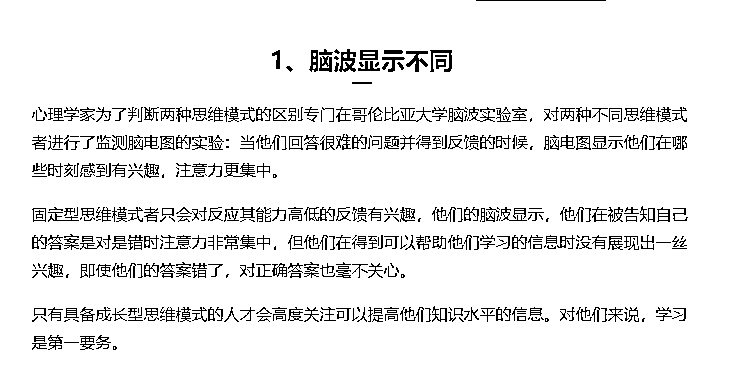 1、脑波显示不同
心理学家为了判断两种思维模式的区别专门在哥伦比亚大学脑波实验室，对两种不同思维模式
者进行了监测脑电图的实验：当他们回答很难的问题并得到反馈的时候，脑电图显示他们在哪
些时刻感到有兴趣，注意力更集中。
固定型思维模式者只会对反应其能力高低的反馈有兴趣，他们的脑波显示，他们在被告知自己
的答案是对是错时注意力非常集中，但他们在得到可以帮助他们学习的信息时没有展现出一丝
兴趣，即使他们的答案错了，对正确答案也毫不关心。
只有具备成长型思维模式的人才会高度关注可以提高他们知识水平的信息。对他们来说，学习
是第一要务。